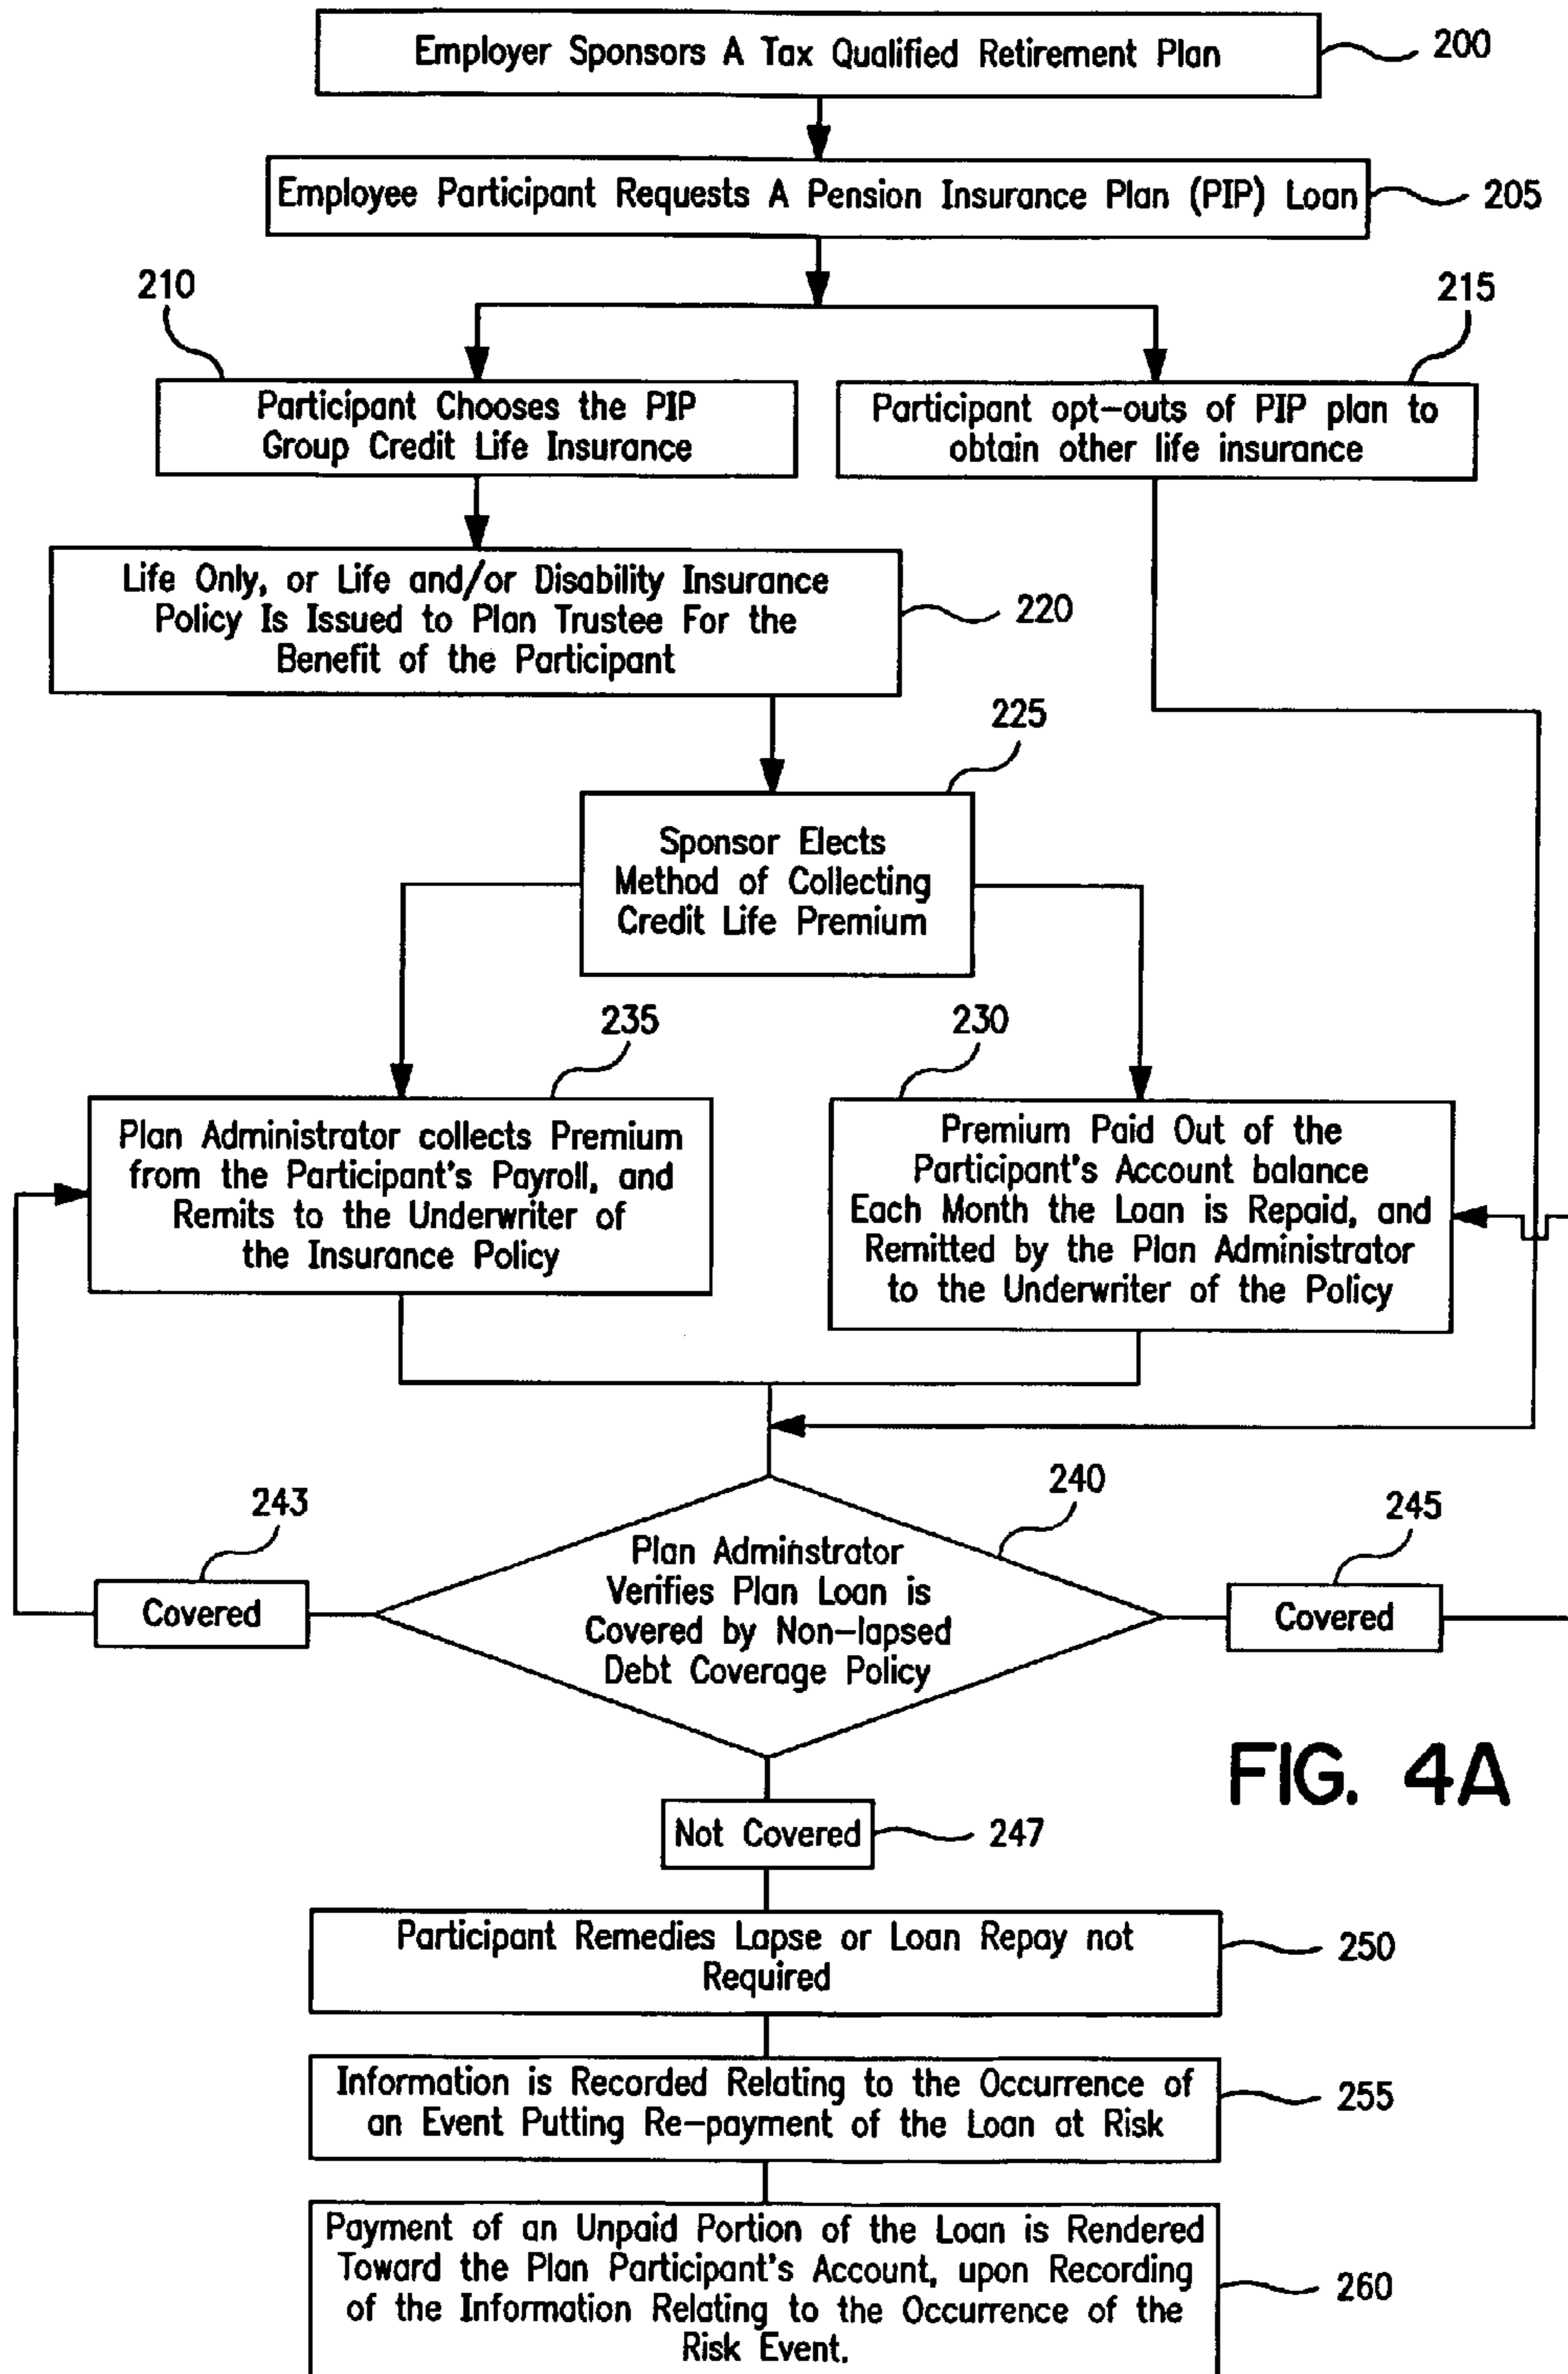 Employer Sponsors A Tax Qualified Retirement Plan
200
Employee Participant Requests A Pension Insurance Plan (PIP) Loan
205
210
215
Participant Chooses the PIP
Group Credit Life Insurance
Participant opt-outs of PIP plan to
obtain other life insurance
Life Only, or Life and/or Disability Insurance
Policy Is Issued to Plan Trustee For the
Benefit of the Participant
220
225
Sponsor Elects
Method of Collecting
Credit Life Premium
235
230
Plan Administrator collects Premium
from the Participant's Payroll, and
Remits to the Underwriter of
the Insurance Policy
Premium Paid Out of the
Participant's Account balance
Each Month the Loan is Repaid, and
Remitted by the Plan Administrator
to the Underwriter of the Policy
243
240
245
Covered
Plan Adminstrator
Verifies Plan Loan is
Covered by Non-lapsed
Debt Coverage Policy
Covered
FIG. 4A
Not Covered
247
Participant Remedies Lapse or Loan Repay not
Required
250
Information is Recorded Relating to the Occurrence of
an Event Putting Re-payment of the Loan at Risk
255
Payment of an Unpaid Portion of the Loan is Rendered
Toward the Plan Participant's Account, upon Recording
of the Information Relating to the Occurrence of the
Risk Event.
260